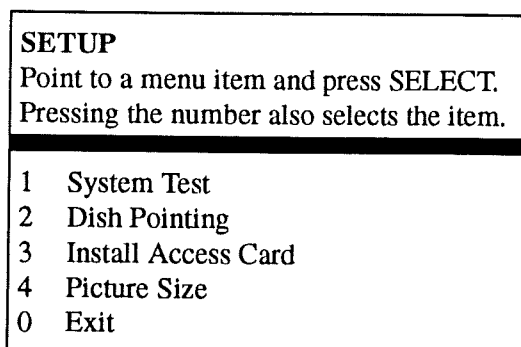 SETUP
Point to a menu item and press SELECT.
Pressing the number also selects the item.
1 System Test
2 Dish Pointing
3 Install Access Card
4 Picture Size
0 Exit